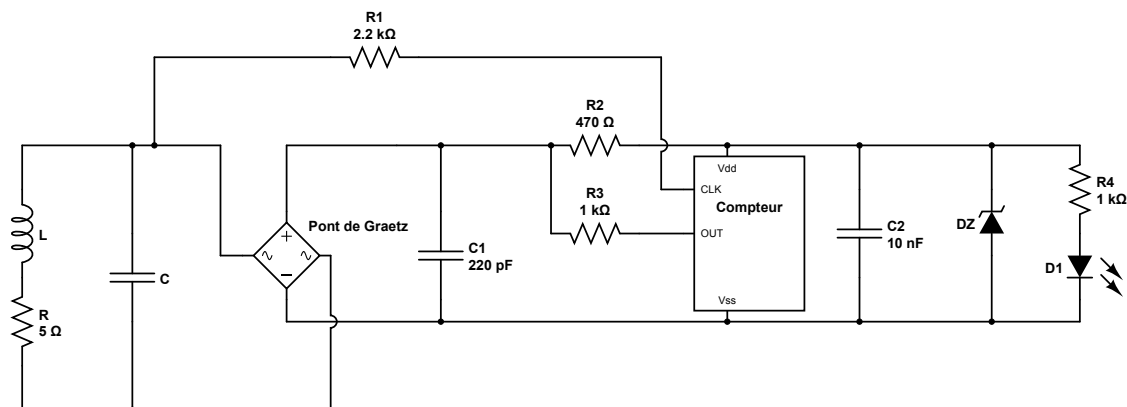 R1
2.2 kΩ
R2
470 Ω
Vdd
CLK
R3
1 kΩ
Compteur
OUT
R4
1 kΩ
Pont de Graetz
L
C
C1
220 pF
C2
10 nF
DZ
D1
Vss
R
5 Ω